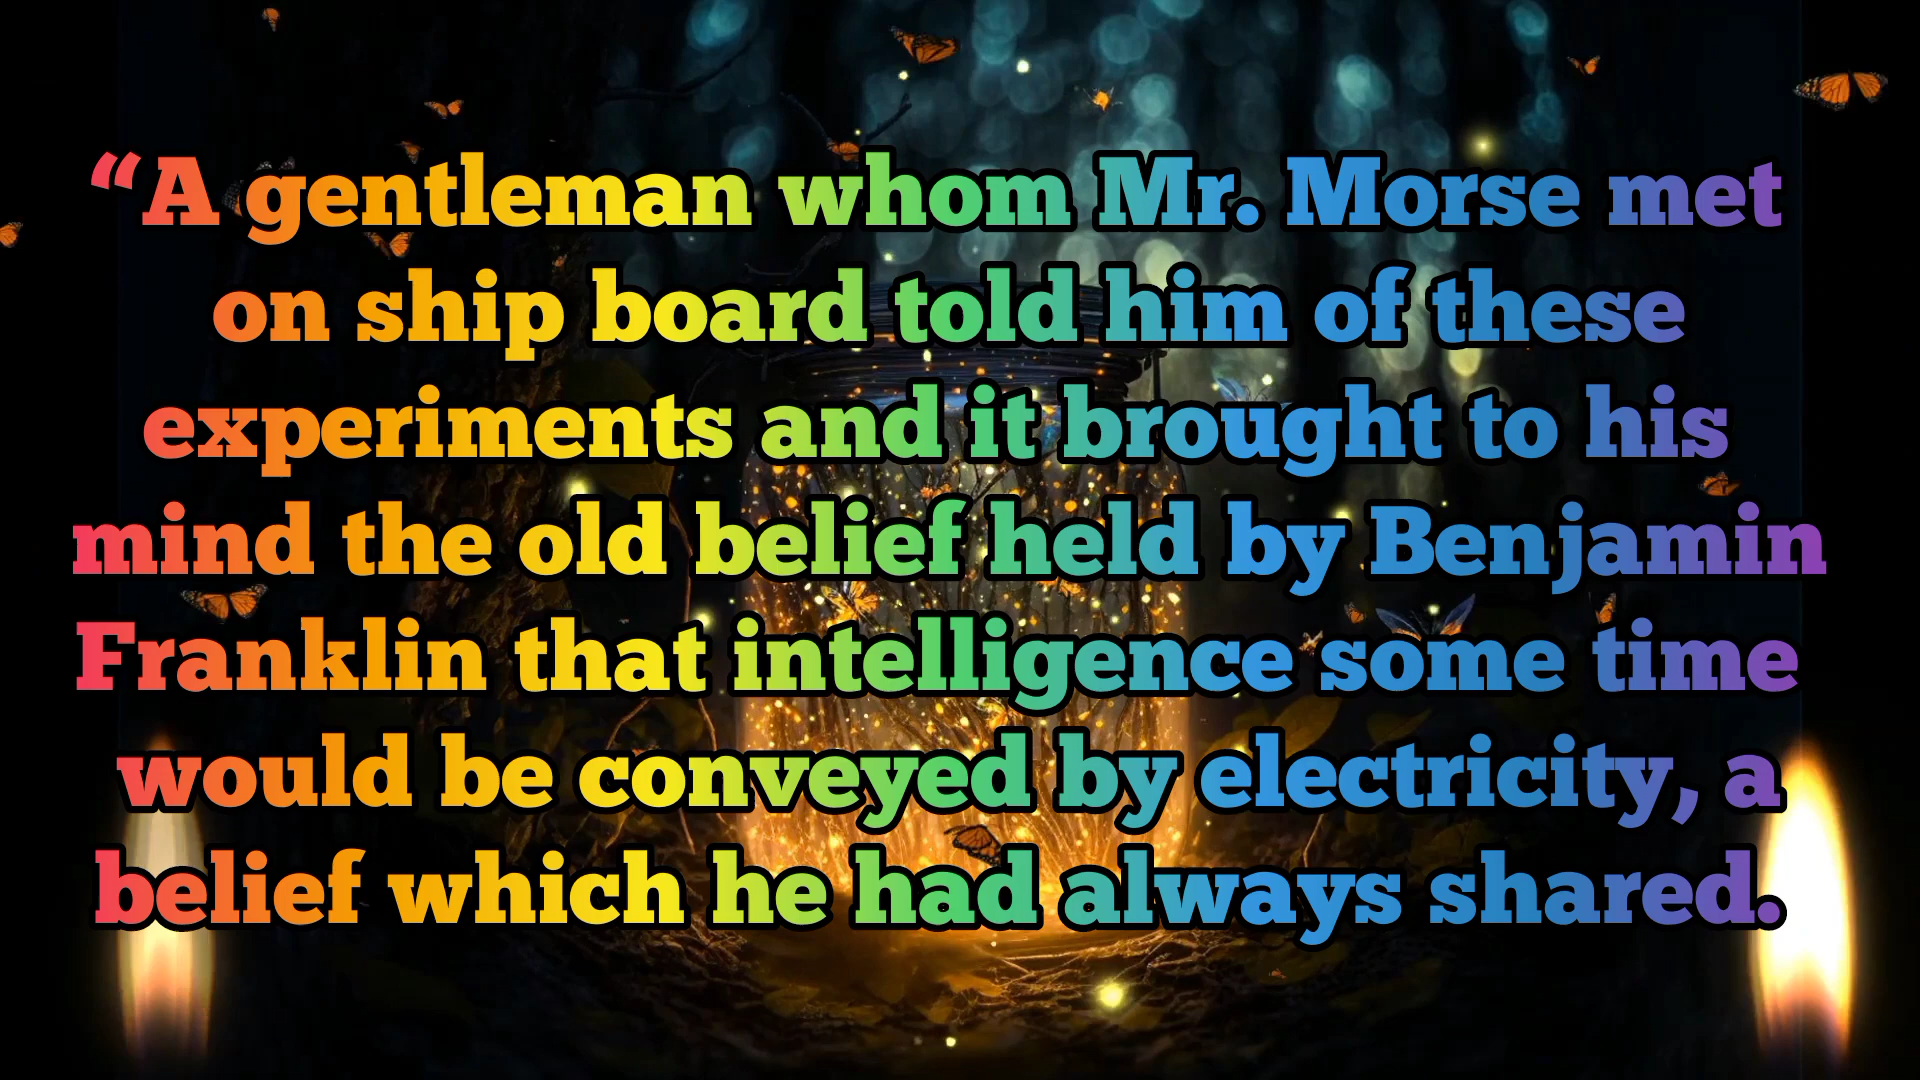 “A gentleman whom Mr. Morse met
on ship board told him of these
experiments and it brought to his
mind the old belief held by Benjamin
Franklin that intelligence some time
would be conveyed by electricity, a
belief which he had always shared.